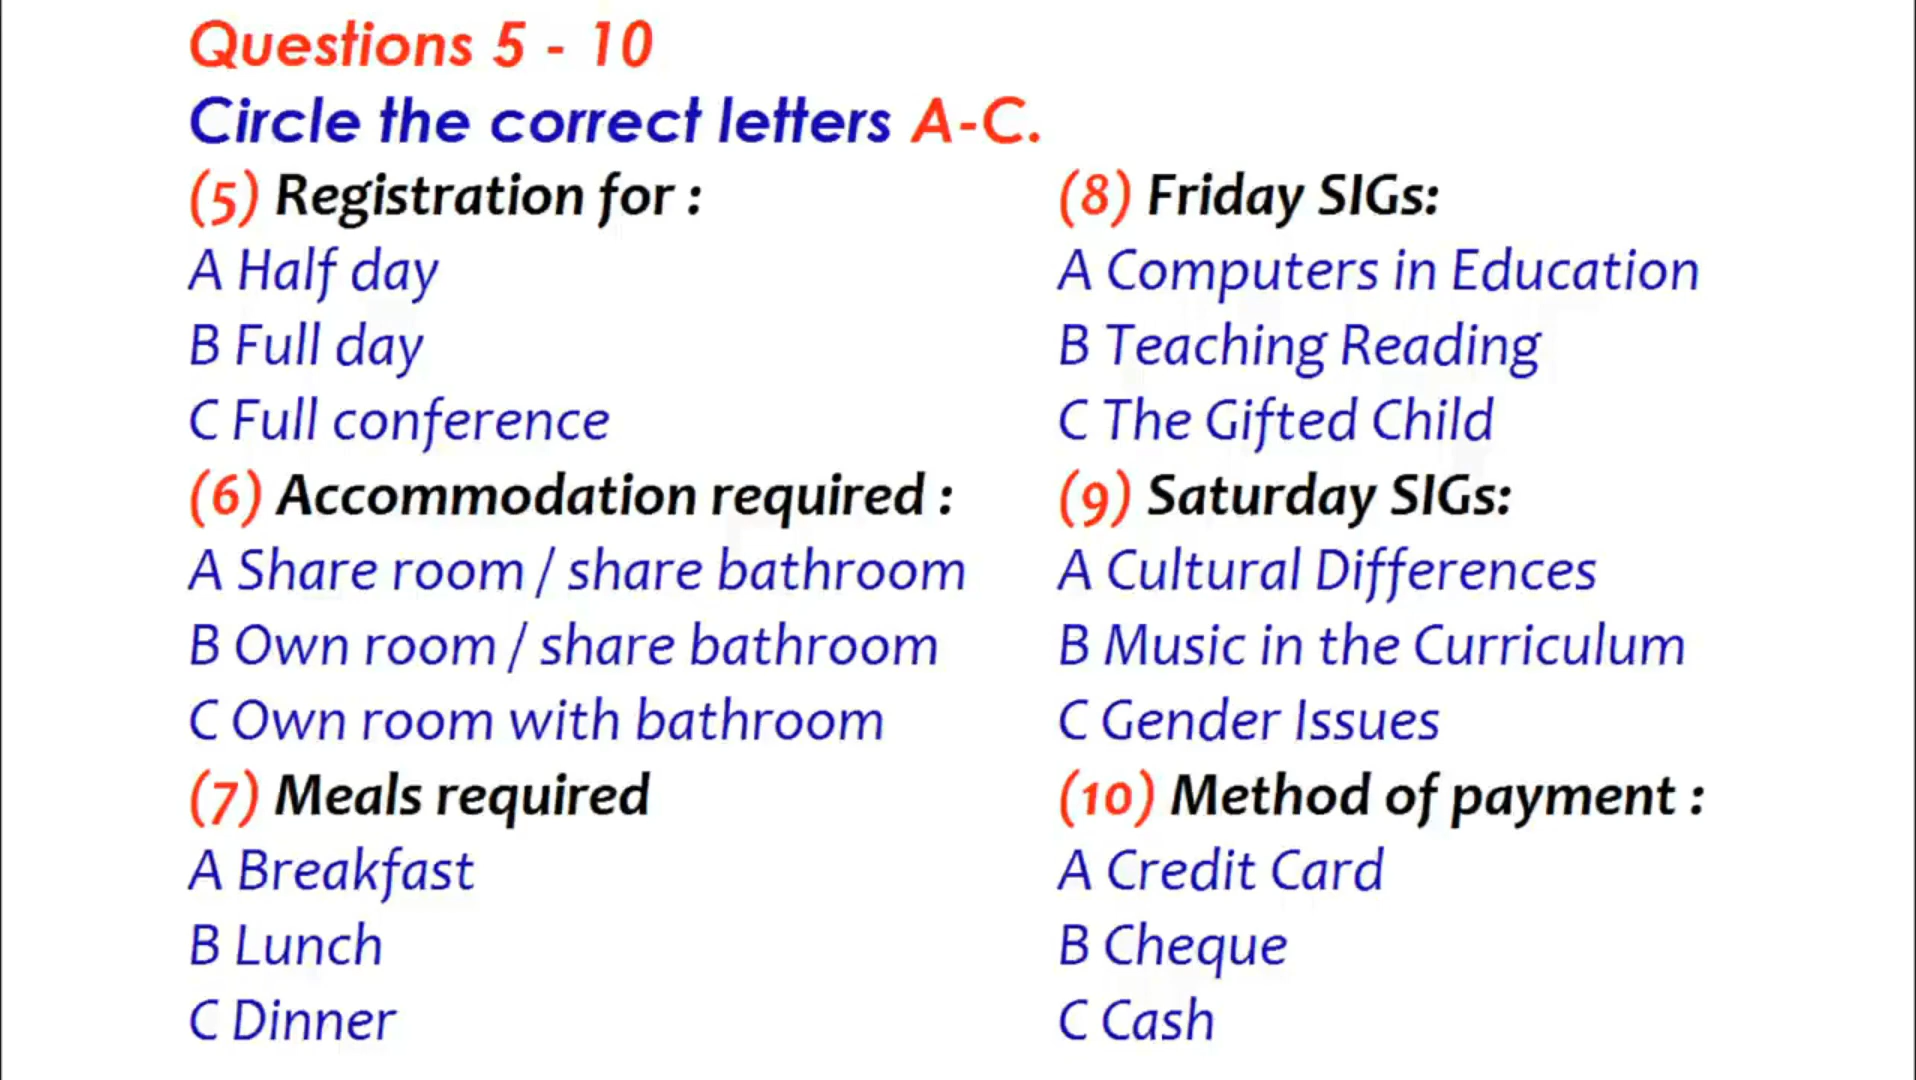 Questions 5 - 10
Circle the correct letters A-C.
(5) Registration for :
A Half day
B Full day
C Full conference
(6) Accommodation required :
A Share room / share bathroom
B Own room / share bathroom
C Own room with bathroom
(7) Meals required
A Breakfast
B Lunch
C Dinner
(8) Friday SIGs:
A Computers in Education
B Teaching Reading
C The Gifted Child
(9) Saturday SIGs:
A Cultural Differences
B Music in the Curriculum
C Gender Issues
(10) Method of payment :
A Credit Card
B Cheque
C Cash